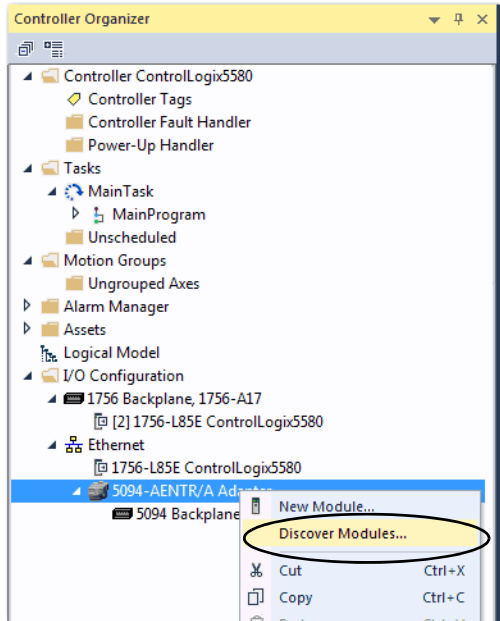 Controller Organizer
Controller ControlLogix5580
Controller Tags
Controller Fault Handler
Power-Up Handler
Tasks
MainTask
MainProgram
Unscheduled
Motion Groups
Ungrouped Axes
Alarm Manager
Assets
Logical Model
I/O Configuration
1756 Backplane, 1756-A17
[2] 1756-L85E ControlLogix5580
Ethernet
1756-L85E ControlLogix5580
5094-AENTR/A Adapter
New Module...
5094 Backplane
Discover Modules...
Cut Ctrl+X
Copy Ctrl+C